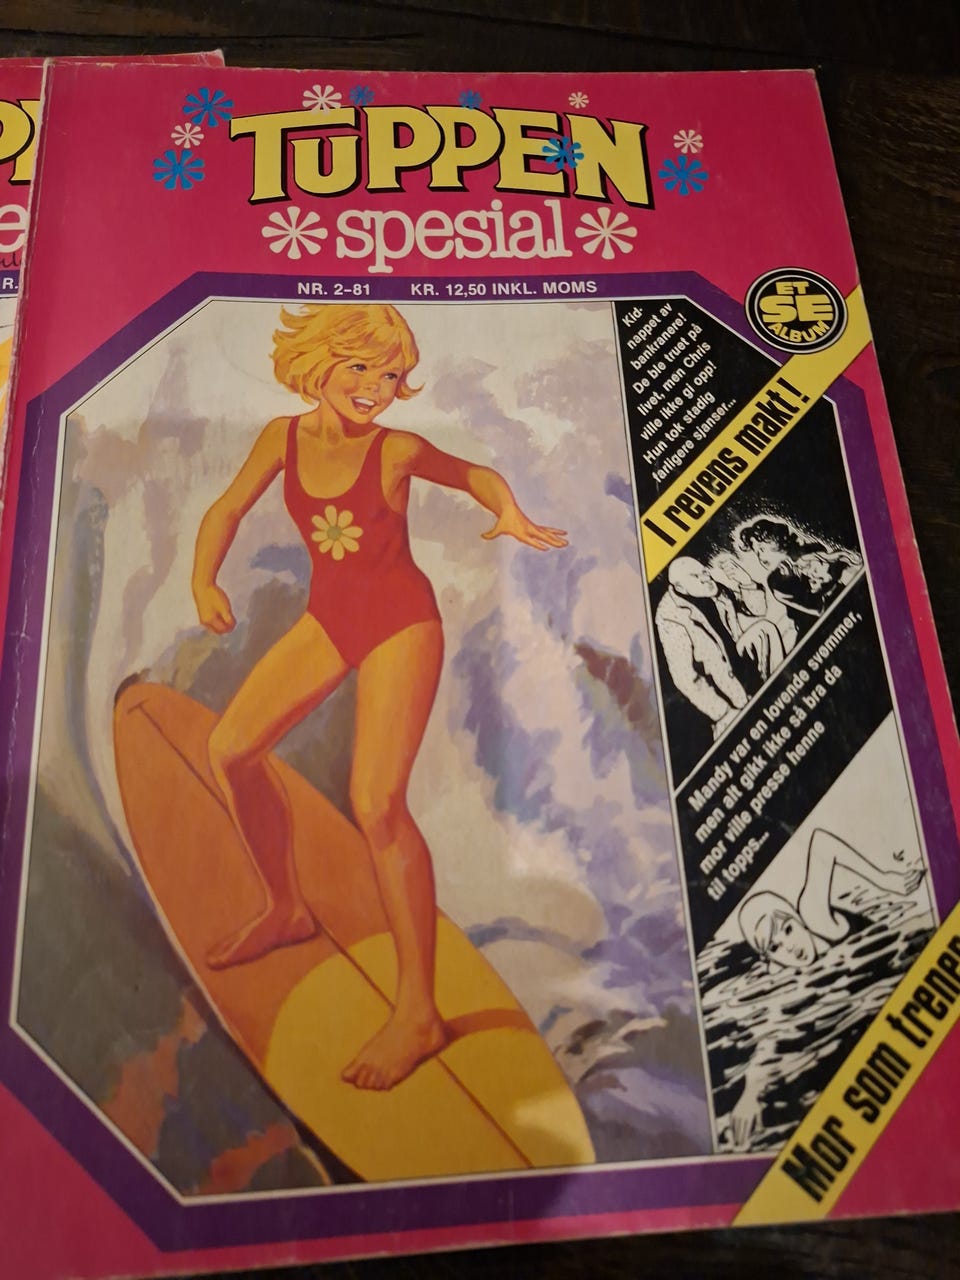 TUPPEN
spesial
NR. 2-81 KR. 12,50 INKL. MOMS
ET
SE
ALBUM
Kid-
nappet av
bankranere!
De ble truet på
livet, men Chris
ville ikke gi opp!
Hun tok stadig
farligere sjanser...
I revens makt!
Mandy var en lovende svømmer,
men alt gikk ikke så bra da
mor ville presse henne
til topps...
Mor som trener
R.